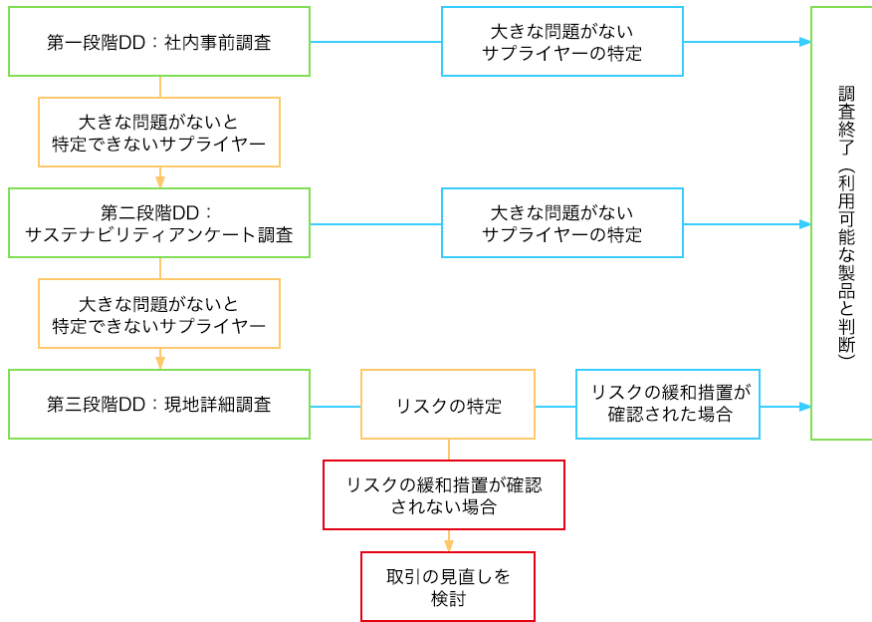 第一段階DD：社内事前調査
大きな問題がない
サプライヤーの特定
大きな問題がないと
特定できないサプライヤー
第二段階DD：
サステナビリティアンケート調査
大きな問題がない
サプライヤーの特定
大きな問題がないと
特定できないサプライヤー
第三段階DD：現地詳細調査
リスクの特定
リスクの緩和措置が
確認された場合
調査終了（利用可能な製品と判断）
リスクの緩和措置が確認
されない場合
取引の見直しを
検討